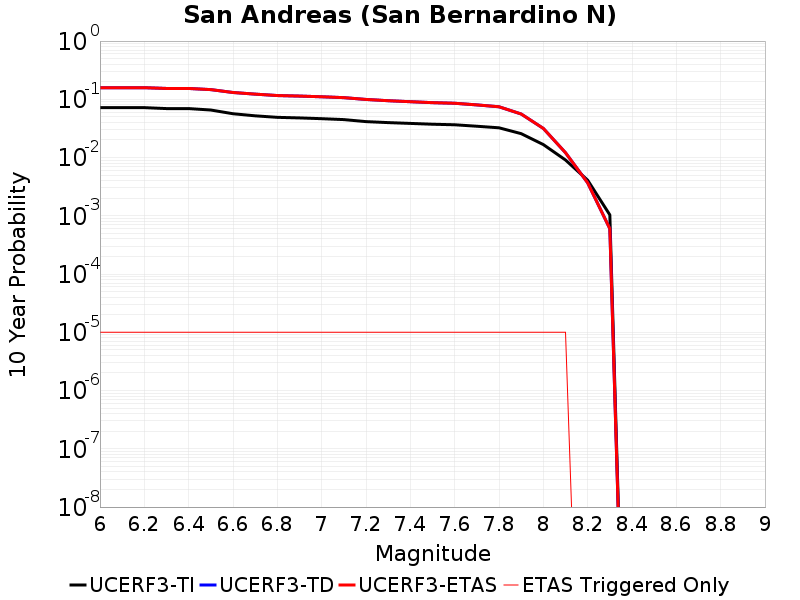 San Andreas (San Bernardino N)
10^0
10^-1
10^-2
10^-3
10^-4
10^-5
10^-6
10^-7
10^-8
10 Year Probability
6 6.2 6.4 6.6 6.8 7 7.2 7.4 7.6 7.8 8 8.2 8.4 8.6 8.8 9
Magnitude
UCERF3-TI UCERF3-TD UCERF3-ETAS ETAS Triggered Only